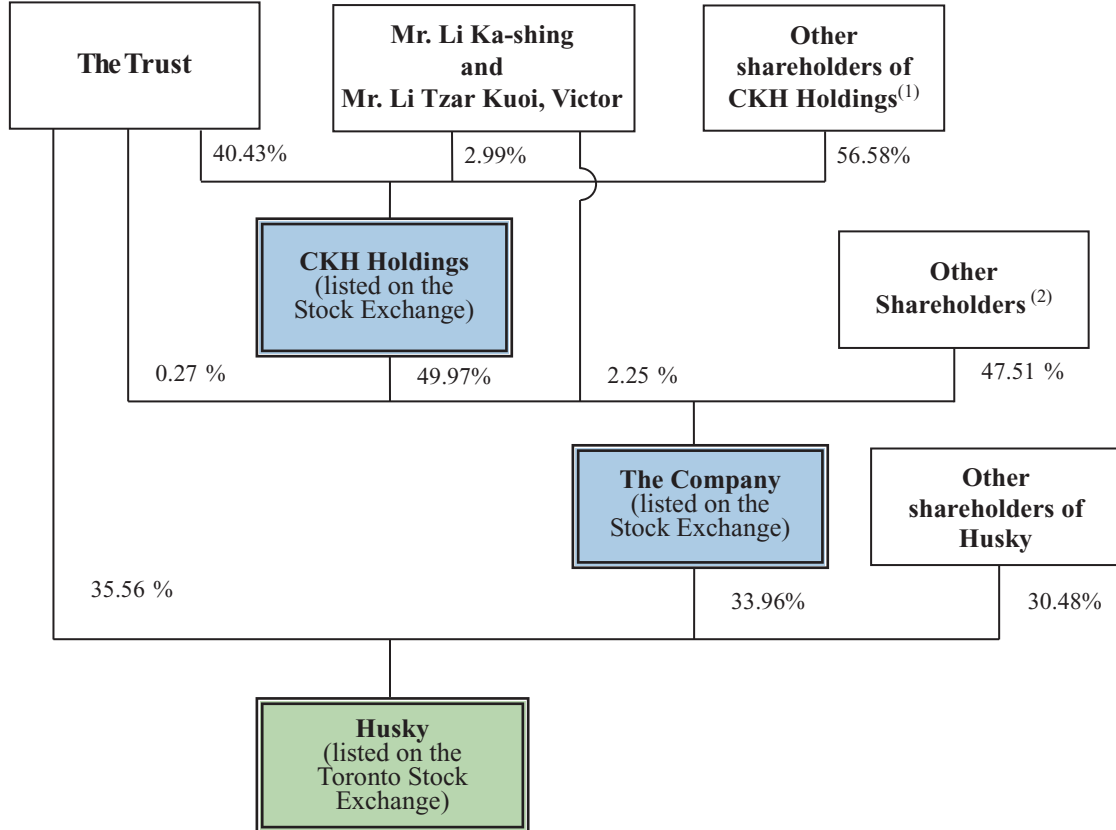 The Trust
Mr. Li Ka-shing
and
Mr. Li Tzar Kuoi, Victor
Other
shareholders of
CKH Holdings(1)
40.43%
2.99%
56.58%
CKH Holdings
(listed on the
Stock Exchange)
Other
Shareholders (2)
0.27 %
49.97%
2.25 %
47.51 %
The Company
(listed on the
Stock Exchange)
Other
shareholders of
Husky
35.56 %
33.96%
30.48%
Husky
(listed on the
Toronto Stock
Exchange)